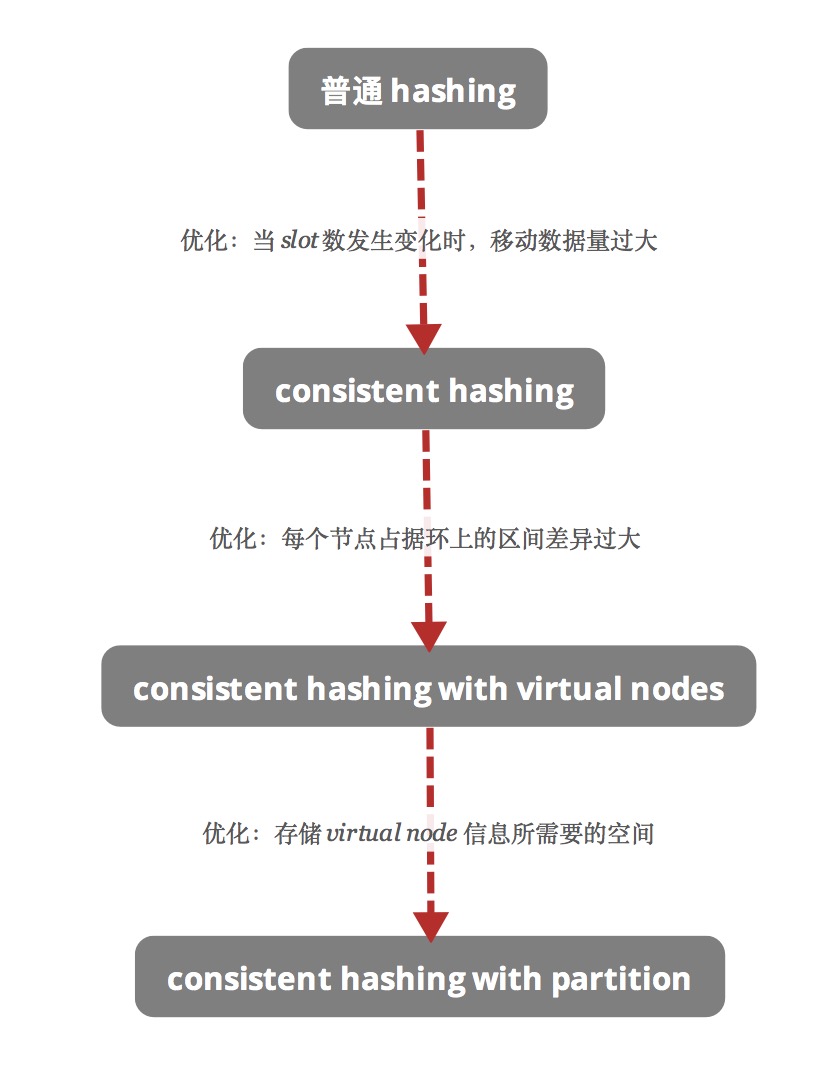 普通 hashing
优化：当 slot 数发生变化时，移动数据量过大
consistent hashing
优化：每个节点占据环上的区间差异过大
consistent hashing with virtual nodes
优化：存储 virtual node 信息所需要的空间
consistent hashing with partition